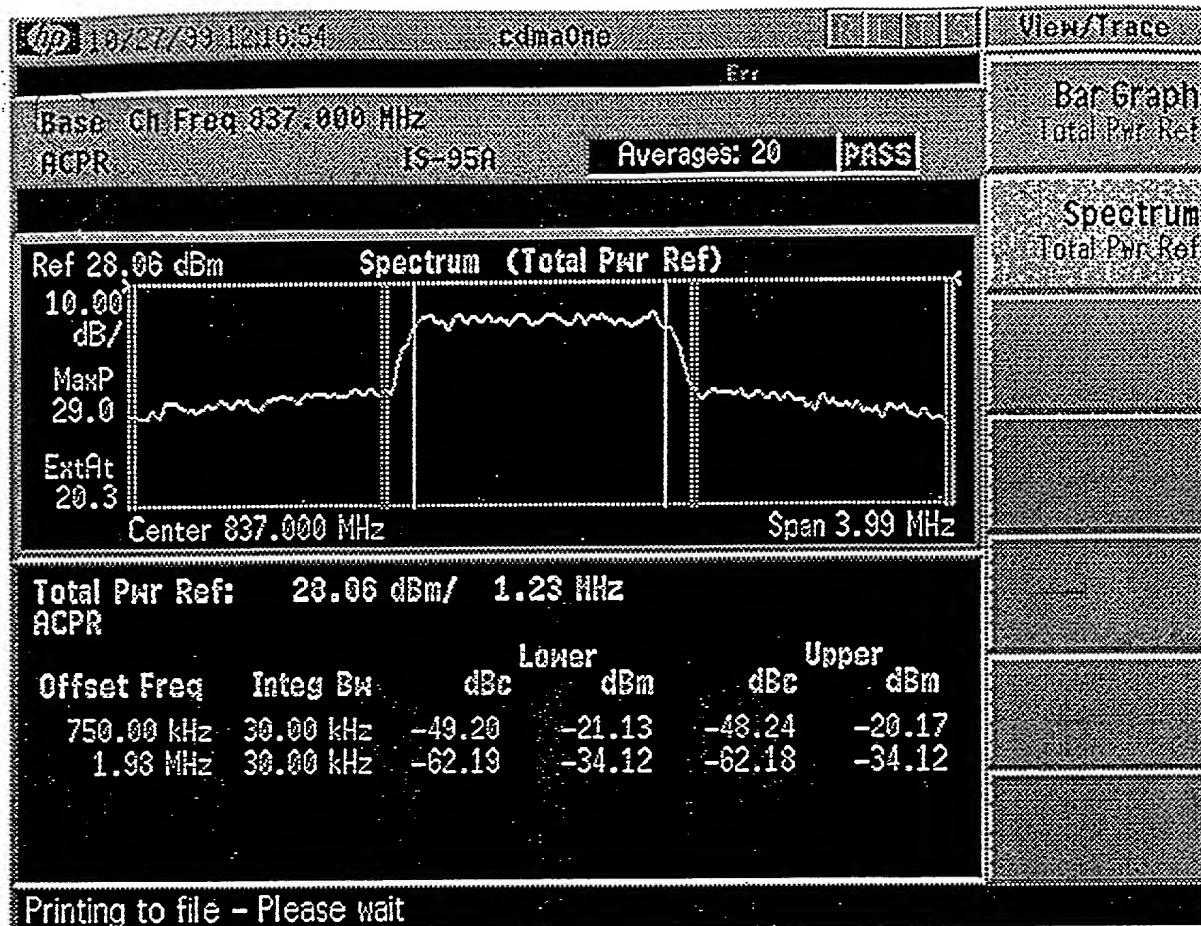 hp 10/27/99 12:16:54 cdmaOne R L T S
View/Trace
Err
Bar Graph
Total Pwr Ref
Base Ch Freq 837.000 MHz
ACPR IS-95A Averages: 20 PASS
Spectrum
Total Pwr Ref
Ref 28.06 dBm Spectrum (Total Pwr Ref)
10.00
dB/
MaxP
29.0
ExtAt
20.3
Center 837.000 MHz Span 3.99 MHz
Total Pwr Ref: 28.06 dBm/ 1.23 MHz
ACPR
Lower Upper
Offset Freq Integ Bw dBc dBm dBc dBm
750.00 kHz 30.00 kHz -49.20 -21.13 -48.24 -20.17
1.98 MHz 30.00 kHz -62.19 -34.12 -62.18 -34.12
Printing to file - Please wait